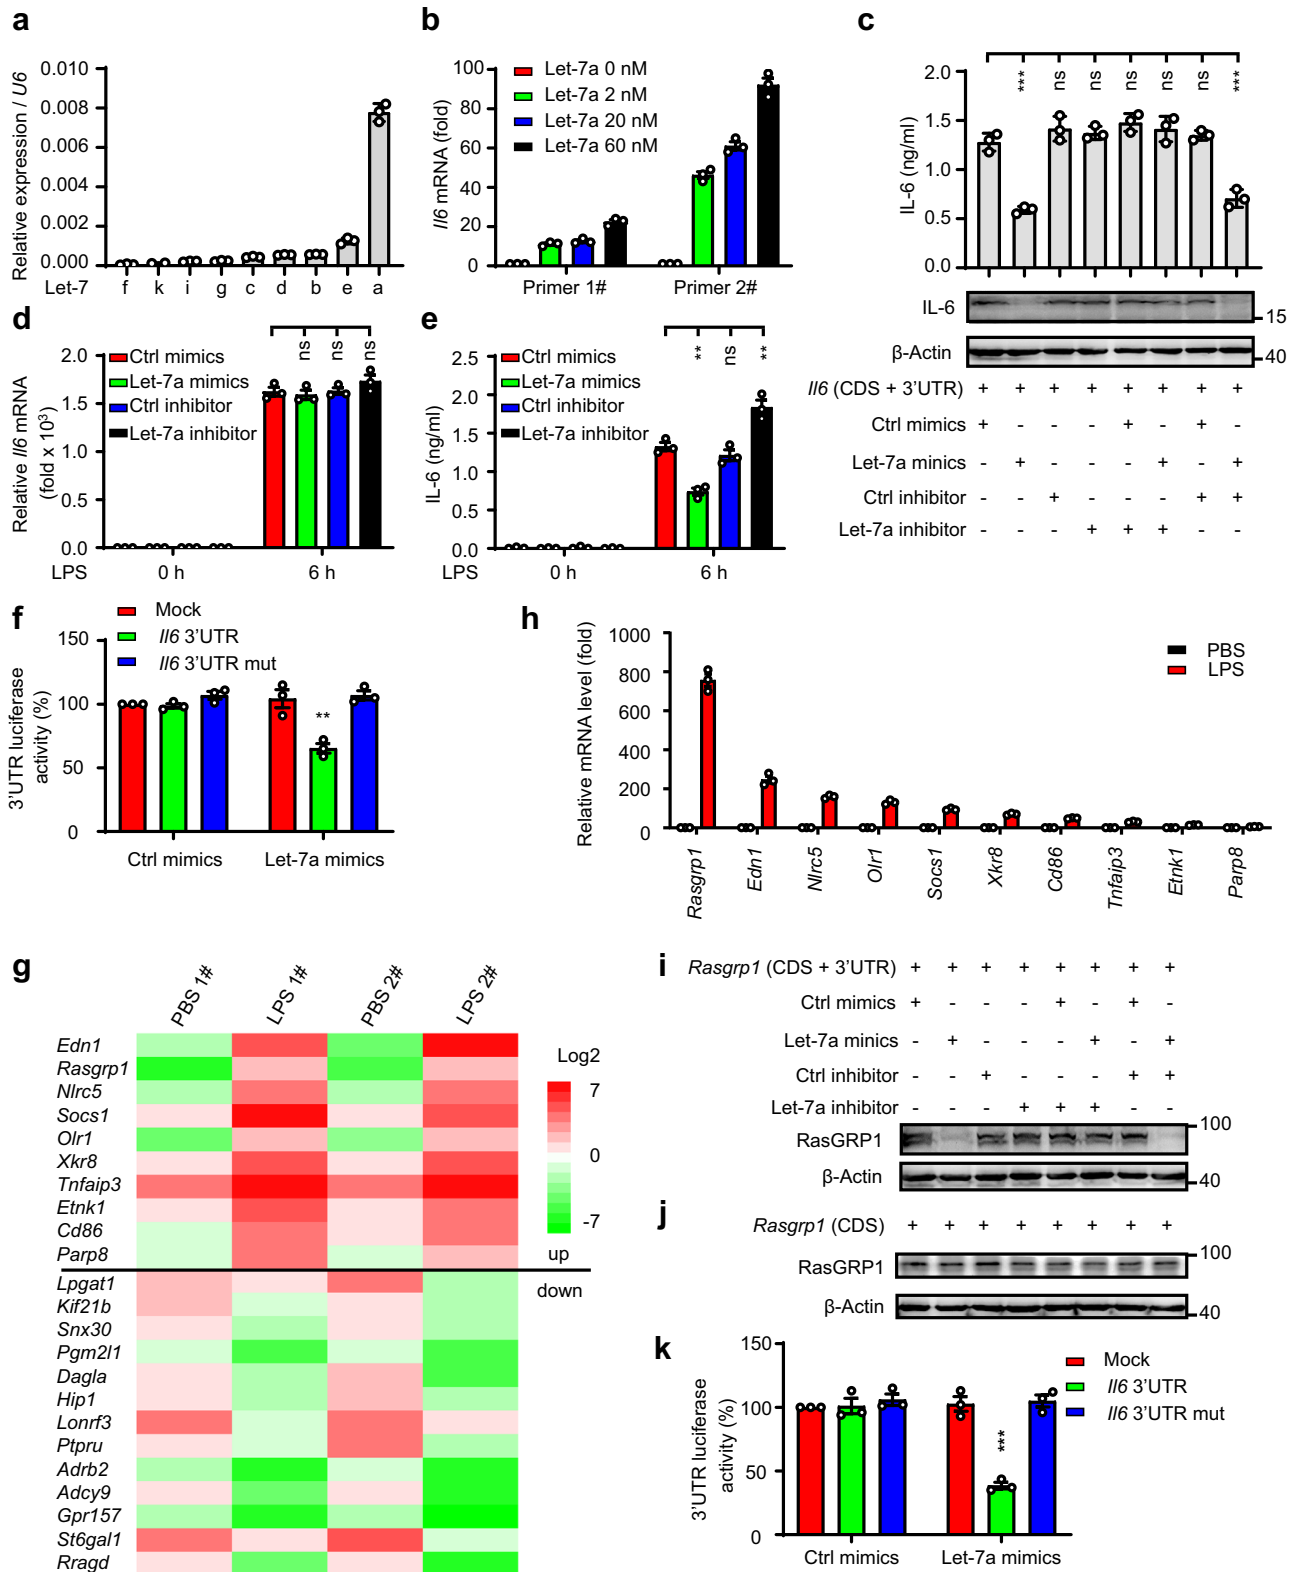 a
Relative expression / U6
0.010
0.008
0.006
0.004
0.002
0.000
Let-7 f k i g c d b e a
b
Il6 mRNA (fold)
100
80
60
40
20
0
Let-7a 0 nM
Let-7a 2 nM
Let-7a 20 nM
Let-7a 60 nM
Primer 1# Primer 2#
c
*** ns ns ns ns ns ***
IL-6 (ng/ml)
2.0
1.5
1.0
0.5
0.0
IL-6 15
β-Actin 40
Il6 (CDS + 3'UTR) + + + + + + + +
Ctrl mimics + - - - + - + -
Let-7a minics - + - - - + - +
Ctrl inhibitor - - + - - - + +
Let-7a inhibitor - - - + + + - -
d
Relative Il6 mRNA
(fold x 10³)
2.0
1.5
1.0
0.5
0.0
Ctrl mimics
Let-7a mimics
Ctrl inhibitor
Let-7a inhibitor
ns ns ns
LPS 0 h 6 h
e
IL-6 (ng/ml)
2.5
2.0
1.5
1.0
0.5
0.0
Ctrl mimics
Let-7a mimics
Ctrl inhibitor
Let-7a inhibitor
** ns **
LPS 0 h 6 h
f
3'UTR luciferase
activity (%)
150
100
50
0
Mock
Il6 3'UTR
Il6 3'UTR mut
**
Ctrl mimics Let-7a mimics
h
Relative mRNA level (fold)
1000
800
600
400
200
0
PBS
LPS
Rasgrp1 Edn1 Nlrc5 Olr1 Socs1 Xkr8 Cd86 Tnfaip3 Etnk1 Parp8
g
PBS 1# LPS 1# PBS 2# LPS 2#
Edn1
Rasgrp1
Nlrc5
Socs1
Olr1
Xkr8
Tnfaip3
Etnk1
Cd86
Parp8
Lpgat1
Kif21b
Snx30
Pgm2l1
Dagla
Hip1
Lonrf3
Ptpru
Adrb2
Adcy9
Gpr157
St6gal1
Rragd
Log2
7
0
-7
up
down
i
Rasgrp1 (CDS + 3'UTR) + + + + + + + +
Ctrl mimics + - - - + - + -
Let-7a minics - + - - - + - +
Ctrl inhibitor - - + - - - + +
Let-7a inhibitor - - - + + + - -
RasGRP1 100
β-Actin 40
j
Rasgrp1 (CDS) + + + + + + + +
RasGRP1 100
β-Actin 40
k
3'UTR luciferase
activity (%)
150
100
50
0
Mock
Il6 3'UTR
Il6 3'UTR mut
***
Ctrl mimics Let-7a mimics